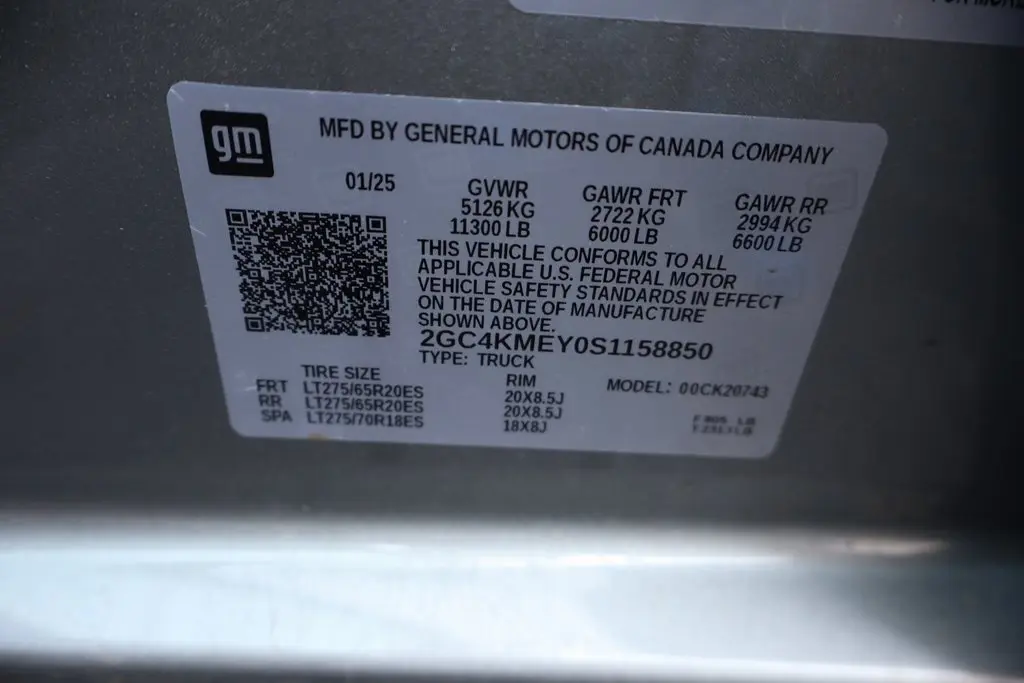 gm
MFD BY GENERAL MOTORS OF CANADA COMPANY
01/25
GVWR
5126 KG
11300 LB
GAWR FRT
2722 KG
6000 LB
GAWR RR
2994 KG
6600 LB
THIS VEHICLE CONFORMS TO ALL
APPLICABLE U.S. FEDERAL MOTOR
VEHICLE SAFETY STANDARDS IN EFFECT
ON THE DATE OF MANUFACTURE
SHOWN ABOVE.
2GC4KMEY0S1158850
TYPE: TRUCK
TIRE SIZE RIM
FRT LT275/65R20ES 20X8.5J
RR LT275/65R20ES 20X8.5J
SPA LT275/70R18ES 18X8J
MODEL: 00CK20743